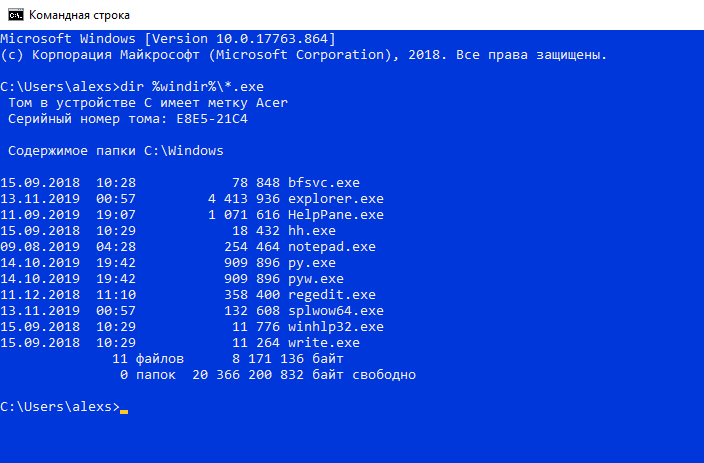 Командная строка
Microsoft Windows [Version 10.0.17763.864]
(c) Корпорация Майкрософт (Microsoft Corporation), 2018. Все права защищены.
C:\Users\alexs>dir %windir%\*.exe
Том в устройстве C имеет метку Acer
Серийный номер тома: E8E5-21C4
Содержимое папки C:\Windows
15.09.2018  10:28            78 848 bfsvc.exe
13.11.2019  00:57         4 413 936 explorer.exe
11.09.2019  19:07         1 071 616 HelpPane.exe
15.09.2018  10:29            18 432 hh.exe
09.08.2019  04:28           254 464 notepad.exe
14.10.2019  19:42           909 896 py.exe
14.10.2019  19:42           909 896 pyw.exe
11.12.2018  11:10           358 400 regedit.exe
13.11.2019  00:57           132 608 splwow64.exe
15.09.2018  10:29            11 776 winhlp32.exe
15.09.2018  10:29            11 264 write.exe
11 файлов      8 171 136 байт
0 папок  20 366 200 832 байт свободно
C:\Users\alexs>